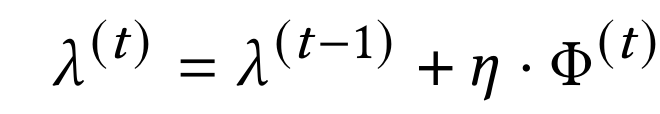 λ^(t) = λ^(t−1) + η · Φ^(t)